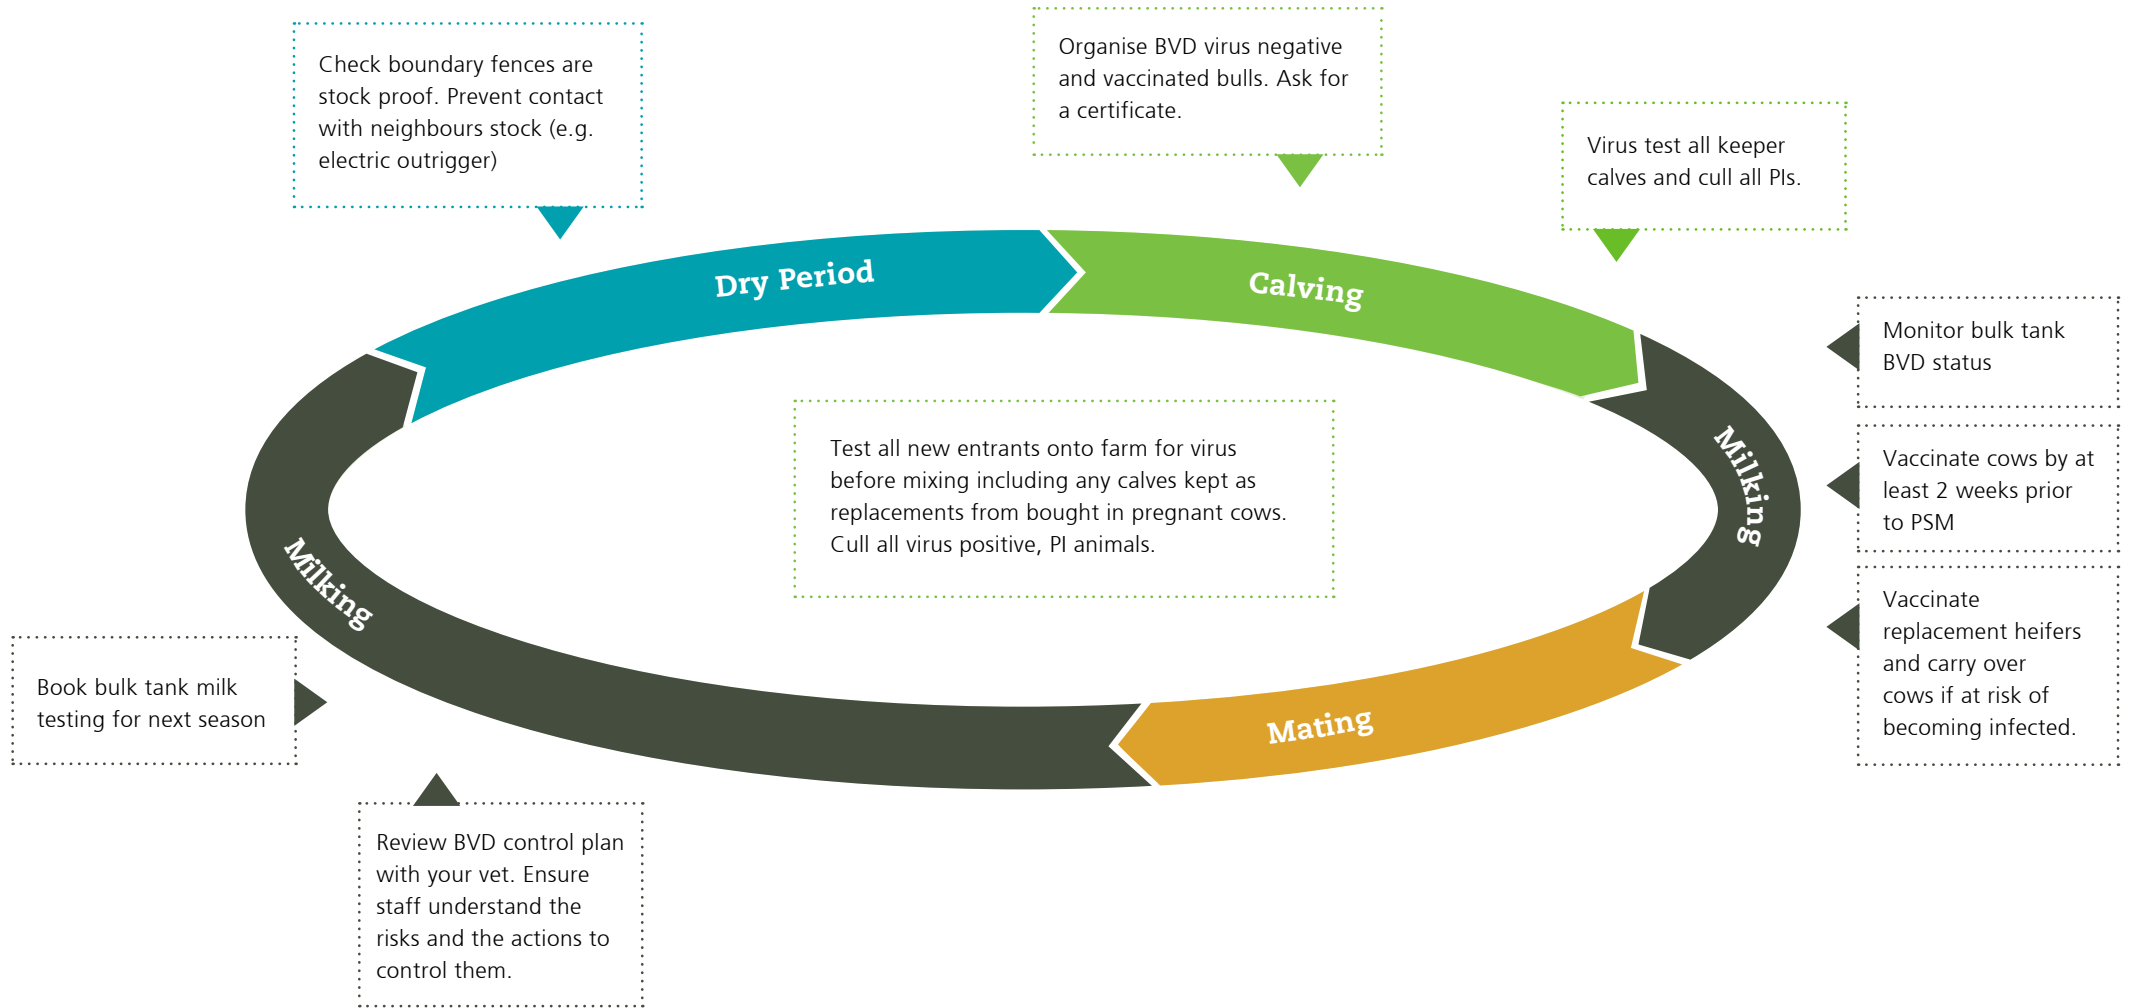 Check boundary fences are
stock proof. Prevent contact
with neighbours stock (e.g.
electric outrigger)
Organise BVD virus negative
and vaccinated bulls. Ask for
a certificate.
Virus test all keeper
calves and cull all PIs.
Dry Period
Calving
Monitor bulk tank
BVD status
Milking
Vaccinate cows by at
least 2 weeks prior
to PSM
Test all new entrants onto farm for virus
before mixing including any calves kept as
replacements from bought in pregnant cows.
Cull all virus positive, PI animals.
Vaccinate
replacement heifers
and carry over
cows if at risk of
becoming infected.
Mating
Milking
Book bulk tank milk
testing for next season
Review BVD control plan
with your vet. Ensure
staff understand the
risks and the actions to
control them.